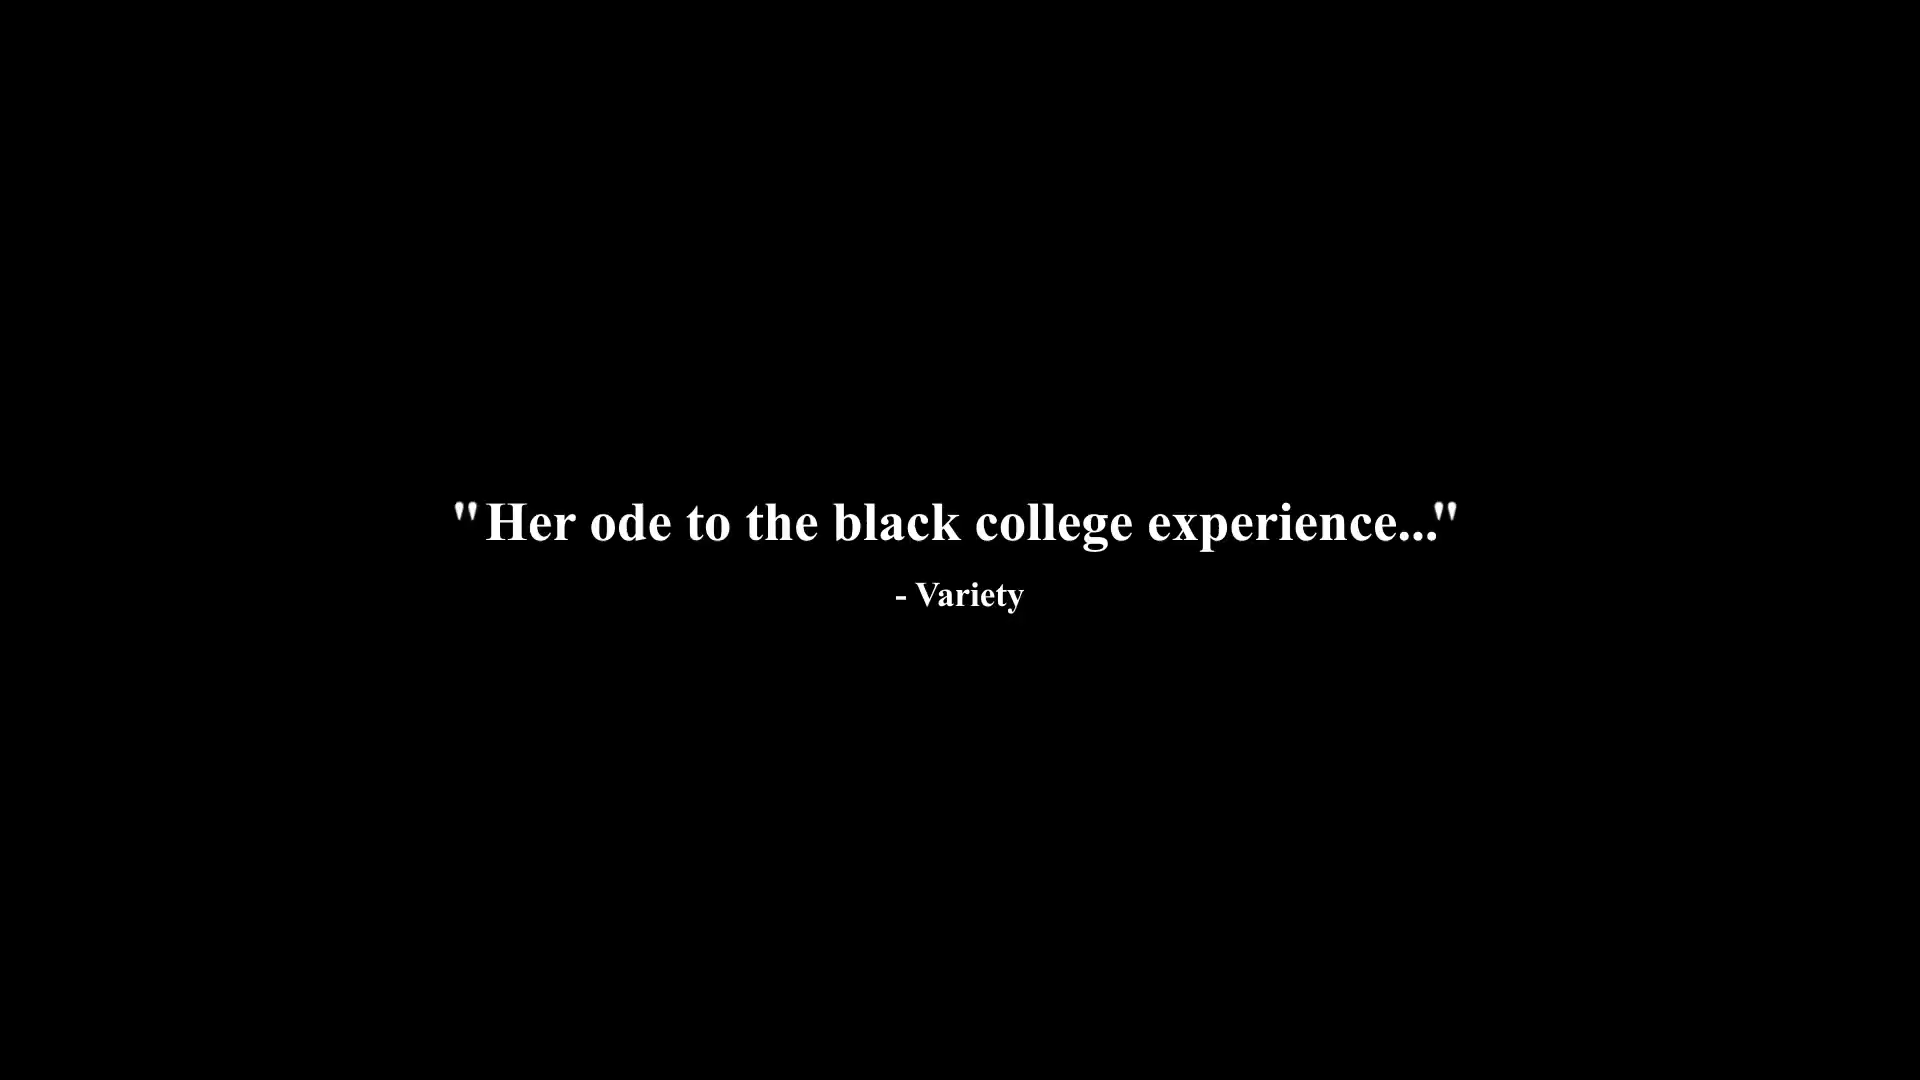 "Her ode to the black college experience..."
- Variety